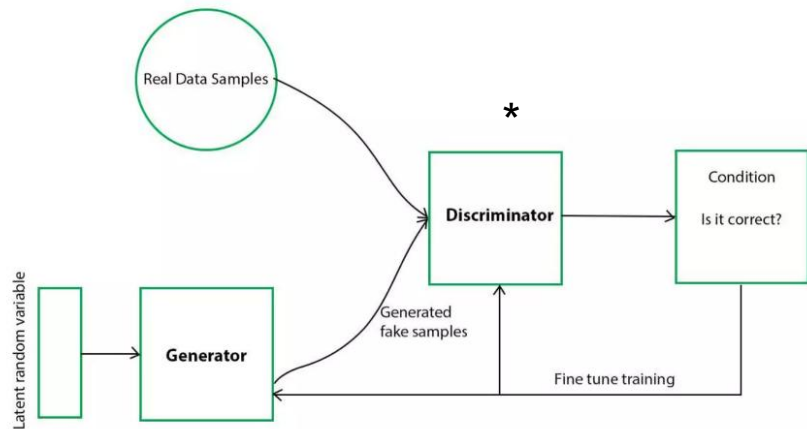 Real Data Samples
*
Discriminator
Condition
Is it correct?
Latent random variable
Generator
Generated
fake samples
Fine tune training